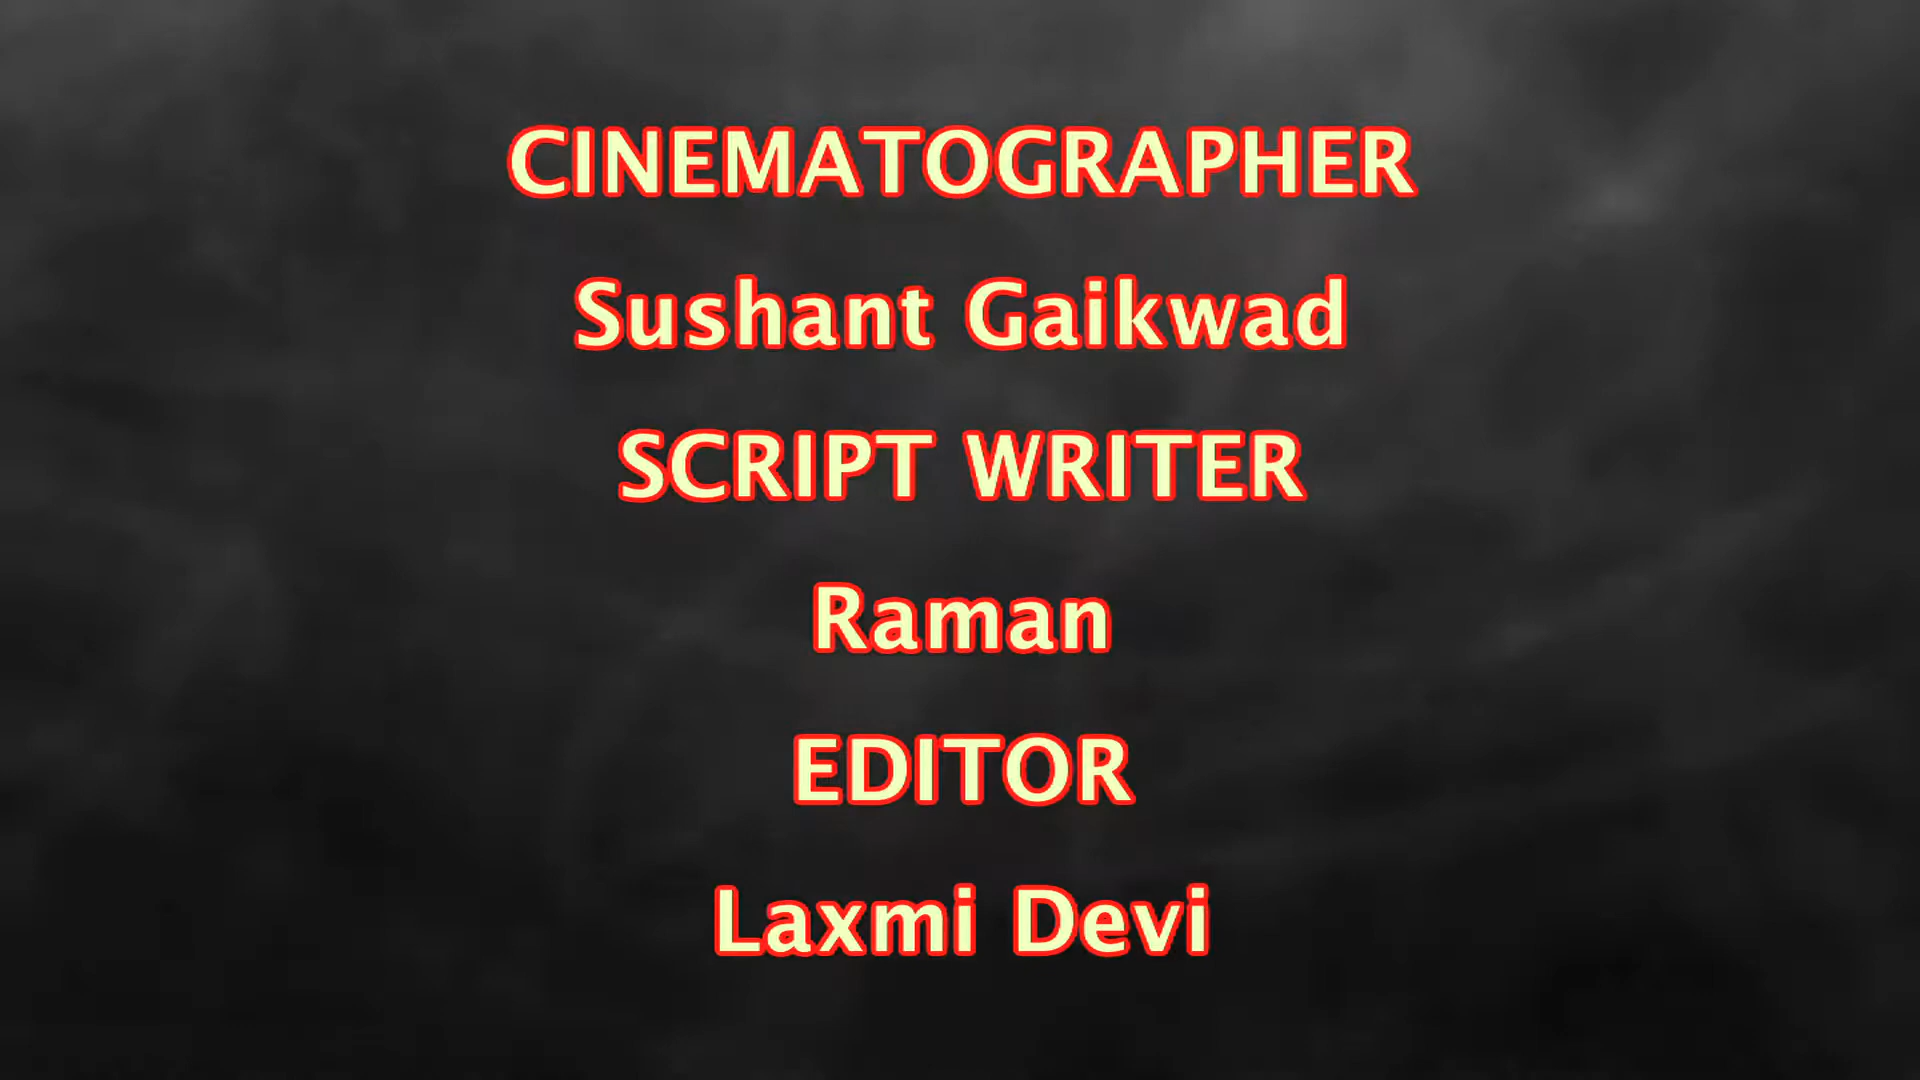 CINEMATOGRAPHER
Sushant Gaikwad
SCRIPT WRITER
Raman
EDITOR
Laxmi Devi